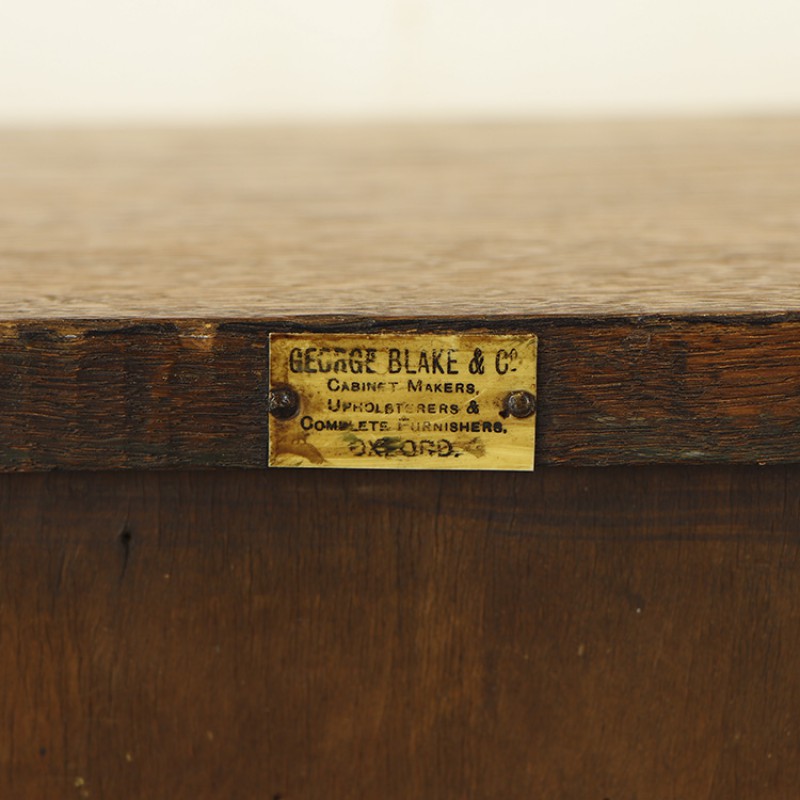 GEORGE BLAKE & Cº
CABINET MAKERS,
UPHOLSTERERS &
COMPLETE FURNISHERS,
OXFORD.